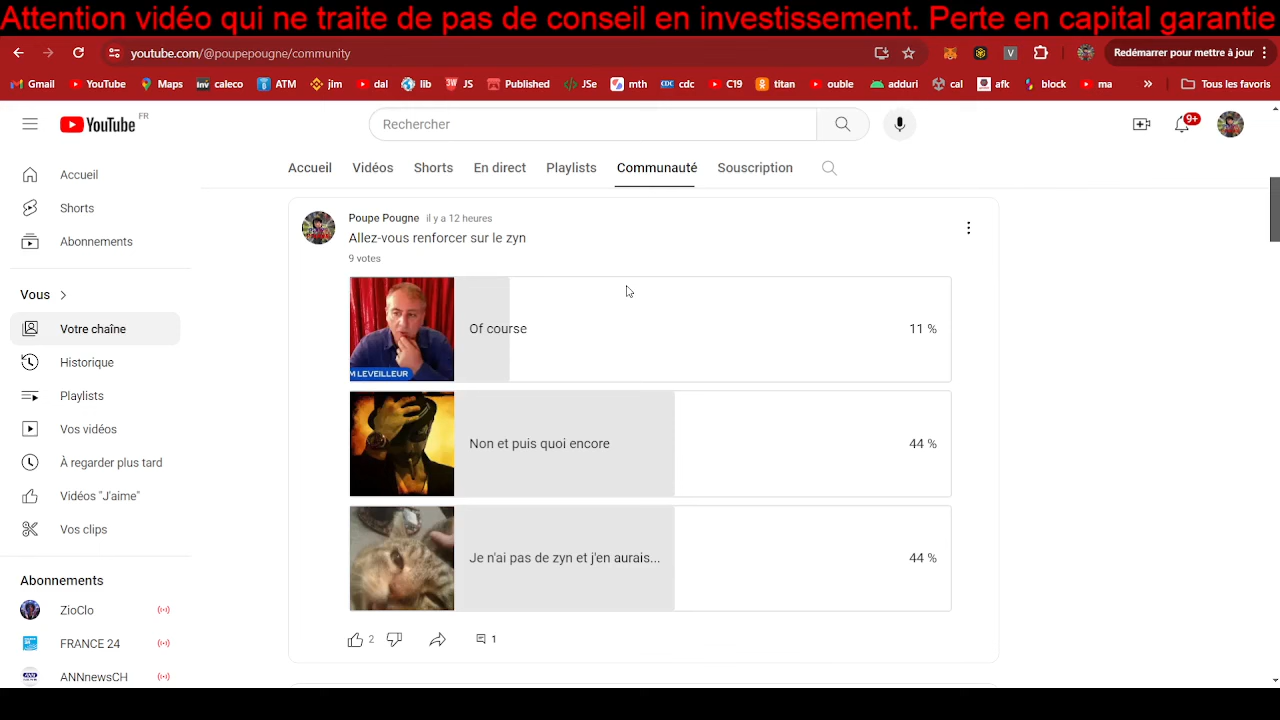 Attention vidéo qui ne traite de pas de conseil en investissement. Perte en capital garantie
youtube.com/@poupepougne/community
Redémarrer pour mettre à jour
Gmail YouTube Maps caleco ATM jim dal lib JS Published JSe mth cdc C19 titan ouble adduri cal afk block ma » Tous les favoris
YouTube FR
Rechercher
9+
Accueil Vidéos Shorts En direct Playlists Communauté Souscription
Accueil
Shorts
Abonnements
Vous
Votre chaîne
Historique
Playlists
Vos vidéos
À regarder plus tard
Vidéos "J'aime"
Vos clips
Abonnements
ZioClo
FRANCE 24
ANNnewsCH
Poupe Pougne il y a 12 heures
Allez-vous renforcer sur le zyn
9 votes
M LEVEILLEUR
Of course 11 %
Non et puis quoi encore 44 %
Je n'ai pas de zyn et j'en aurais... 44 %
2 1